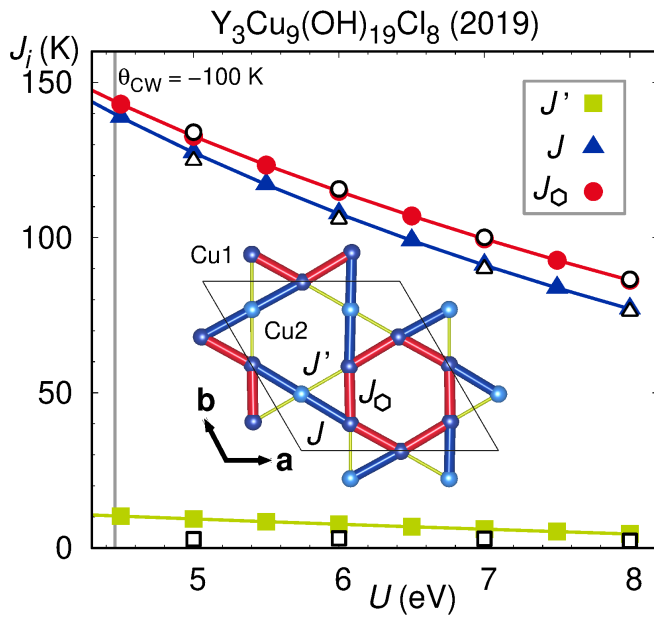 Y3Cu9(OH)19Cl8 (2019)
Ji (K)
θCW = −100 K
150
100
50
0
J'
J
J⬡
Cu1
Cu2
J'
J⬡
J
b
a
5
6
7
8
U (eV)